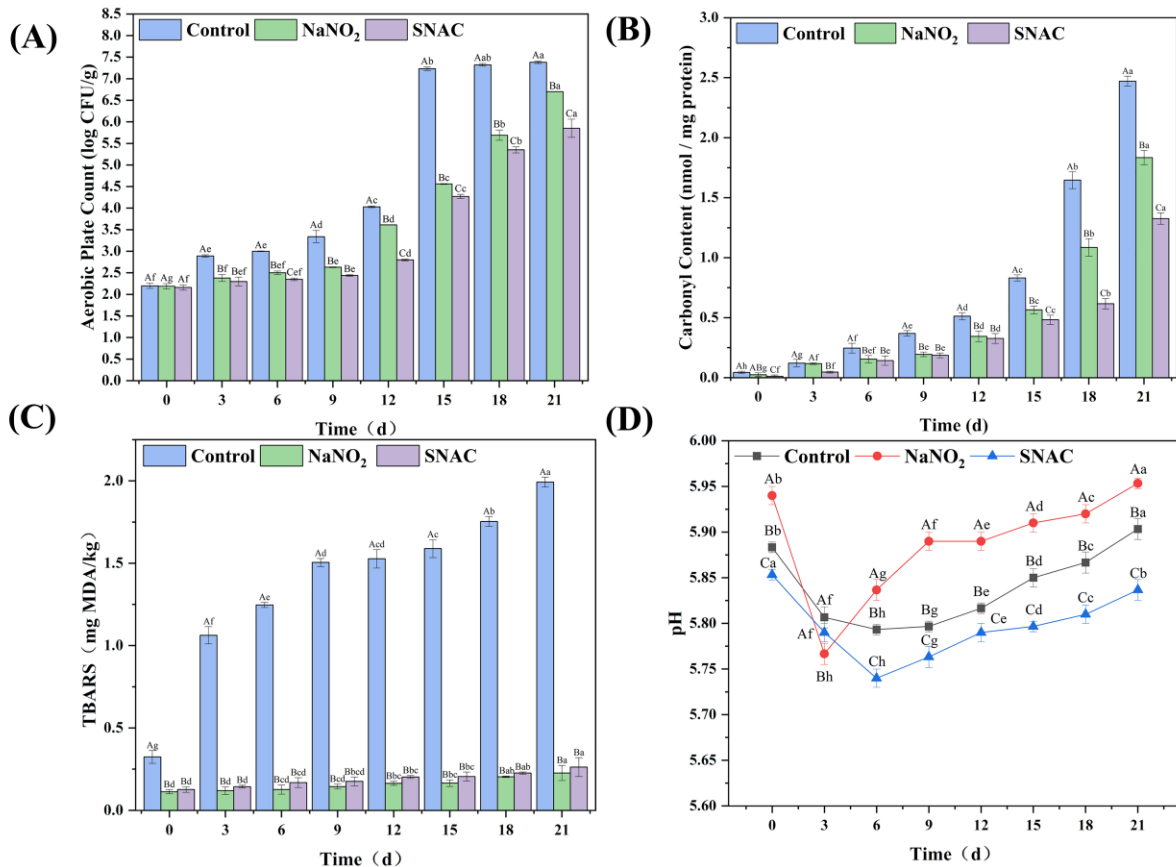 (A)
Control NaNO₂ SNAC
Aerobic Plate Count (log CFU/g)
8.5
8.0
7.5
7.0
6.5
6.0
5.5
5.0
4.5
4.0
3.5
3.0
2.5
2.0
1.5
1.0
0.5
0.0
Af Ag Af
Ae Bf Bef
Ae Bef Cef
Ad Be Be
Ac Bd Cd
Ab Bc Cc
Aab Bb Cb
Aa Ba Ca
0 3 6 9 12 15 18 21
Time（d）
(B)
Control NaNO₂ SNAC
Carbonyl Content (nmol / mg protein)
3.0
2.5
2.0
1.5
1.0
0.5
0.0
Ah ABg Cf
Ag Af Bf
Af Bef Be
Ae Be Be
Ad Bd Bd
Ac Bc Cc
Ab Bb Cb
Aa Ba Ca
0 3 6 9 12 15 18 21
Time (d)
(C)
Control NaNO₂ SNAC
TBARS（mg MDA/kg）
2.0
1.5
1.0
0.5
0.0
Ag Bd Bd
Af Bd Bd
Ae Bcd Bcd
Ad Bcd Bbcd
Acd Bbc Bbc
Ac Bbc Bbc
Ab Bab Bab
Aa Ba Ba
0 3 6 9 12 15 18 21
Time（d）
(D)
Control NaNO₂ SNAC
pH
6.00
5.95
5.90
5.85
5.80
5.75
5.70
5.65
5.60
Ab Bb Ca
Af Af Bh
Ag Bh Ch
Af Bg Cg
Ae Be Ce
Ad Bd Cd
Ac Bc Cc
Aa Ba Cb
0 3 6 9 12 15 18 21
Time（d）